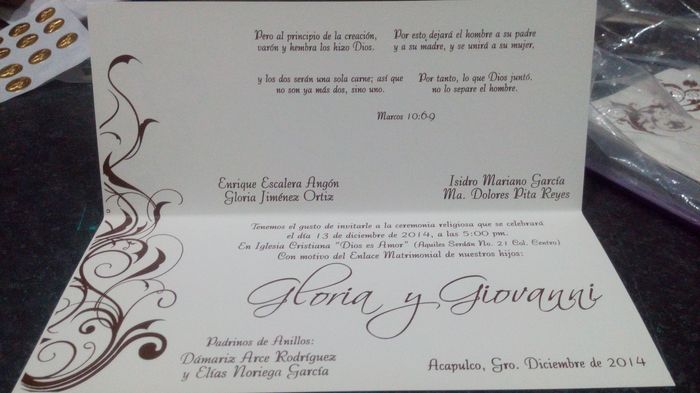 Pero al principio de la creación,
varón y hembra los hizo Dios.
Por esto dejará el hombre a su padre
y a su madre, y se unirá a su mujer,
y los dos serán una sola carne; así que
no son ya más dos, sino uno.
Por tanto, lo que Dios juntó,
no lo separe el hombre.
Marcos 10:6-9
Enrique Escalera Angón
Gloria Jiménez Ortiz
Isidro Mariano García
Ma. Dolores Pita Reyes
Tenemos el gusto de invitarle a la ceremonia religiosa que se celebrará
el día 13 de diciembre de 2014, a las 5:00 pm.
En Iglesia Cristiana "Dios es Amor" (Aquiles Serdán No. 21 Col. Centro)
Con motivo del Enlace Matrimonial de nuestros hijos:
Gloria y Giovanni
Padrinos de Anillos:
Dámariz Arce Rodríguez
y Elías Noriega García
Acapulco, Gro. Diciembre de 2014